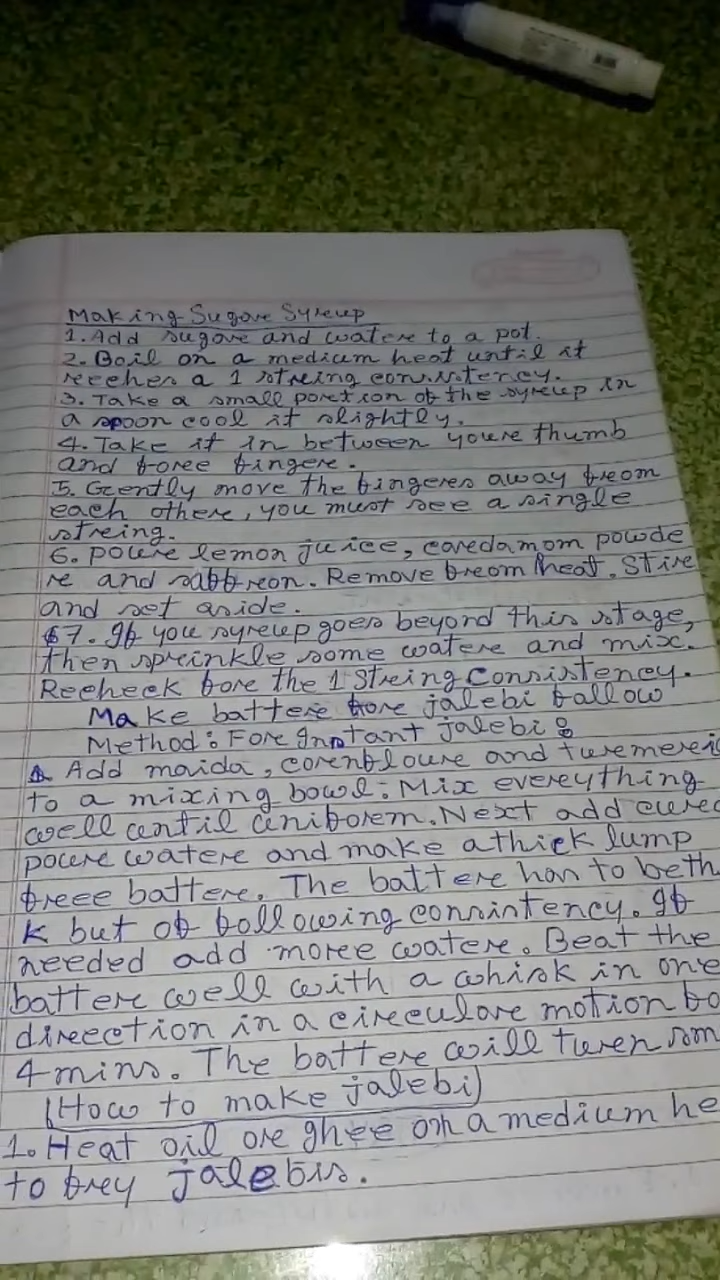 Making Sugar Syrup
1. Add sugar and water to a pot.
2. Boil on a medium heat until it
reeches a 1 string consistency.
3. Take a small portion of the syrup in
a spoon cool it slightly.
4. Take it in between your thumb
and fore finger.
5. Gently move the fingers away from
each other, you must see a single
string.
6. pour lemon juice, cardamom powde
r and saffron. Remove from heat. Stir
and set aside.
7. If you syrup goes beyond this stage,
then sprinkle some water and mix.
Recheek for the 1 String Consistency.
Make batter for jalebi fallow
Method: For Instant jalebi :
Add maida, cornflour and turmeri
to a mixing bowl. Mix everything
well until uniform. Next add curd
pour water and make a thick lump
free batter. The batter has to be th
k but of followowing consistency. If
needed add more water. Beat the
batter well with a whisk in one
direction in a circular motion fo
4 mins. The batter will turn sm
(How to make jalebi)
1. Heat oil or ghee on a medium he
to fry jalebis.